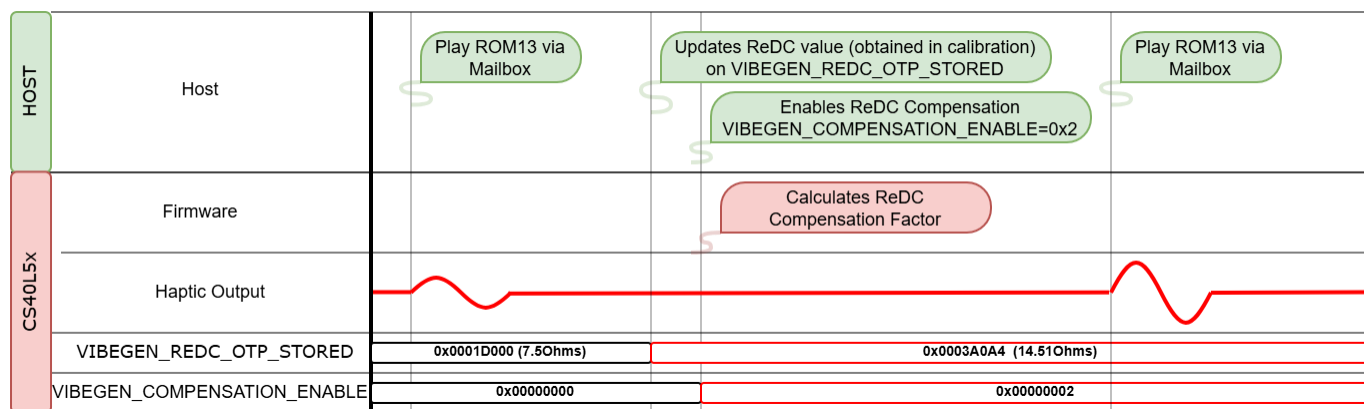 HOST
Host
Play ROM13 via
Mailbox
Updates ReDC value (obtained in calibration)
on VIBEGEN_REDC_OTP_STORED
Enables ReDC Compensation
VIBEGEN_COMPENSATION_ENABLE=0x2
Play ROM13 via
Mailbox
CS40L5x
Firmware
Calculates ReDC
Compensation Factor
Haptic Output
VIBEGEN_REDC_OTP_STORED
0x0001D000 (7.5Ohms)
0x0003A0A4 (14.51Ohms)
VIBEGEN_COMPENSATION_ENABLE
0x00000000
0x00000002